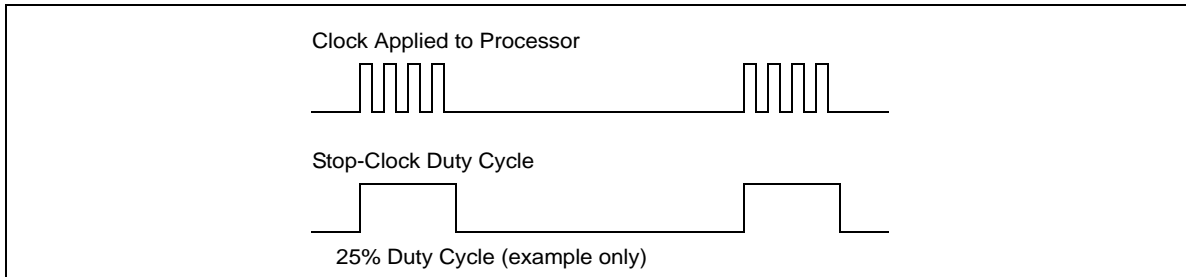 Clock Applied to Processor
Stop-Clock Duty Cycle
25% Duty Cycle (example only)